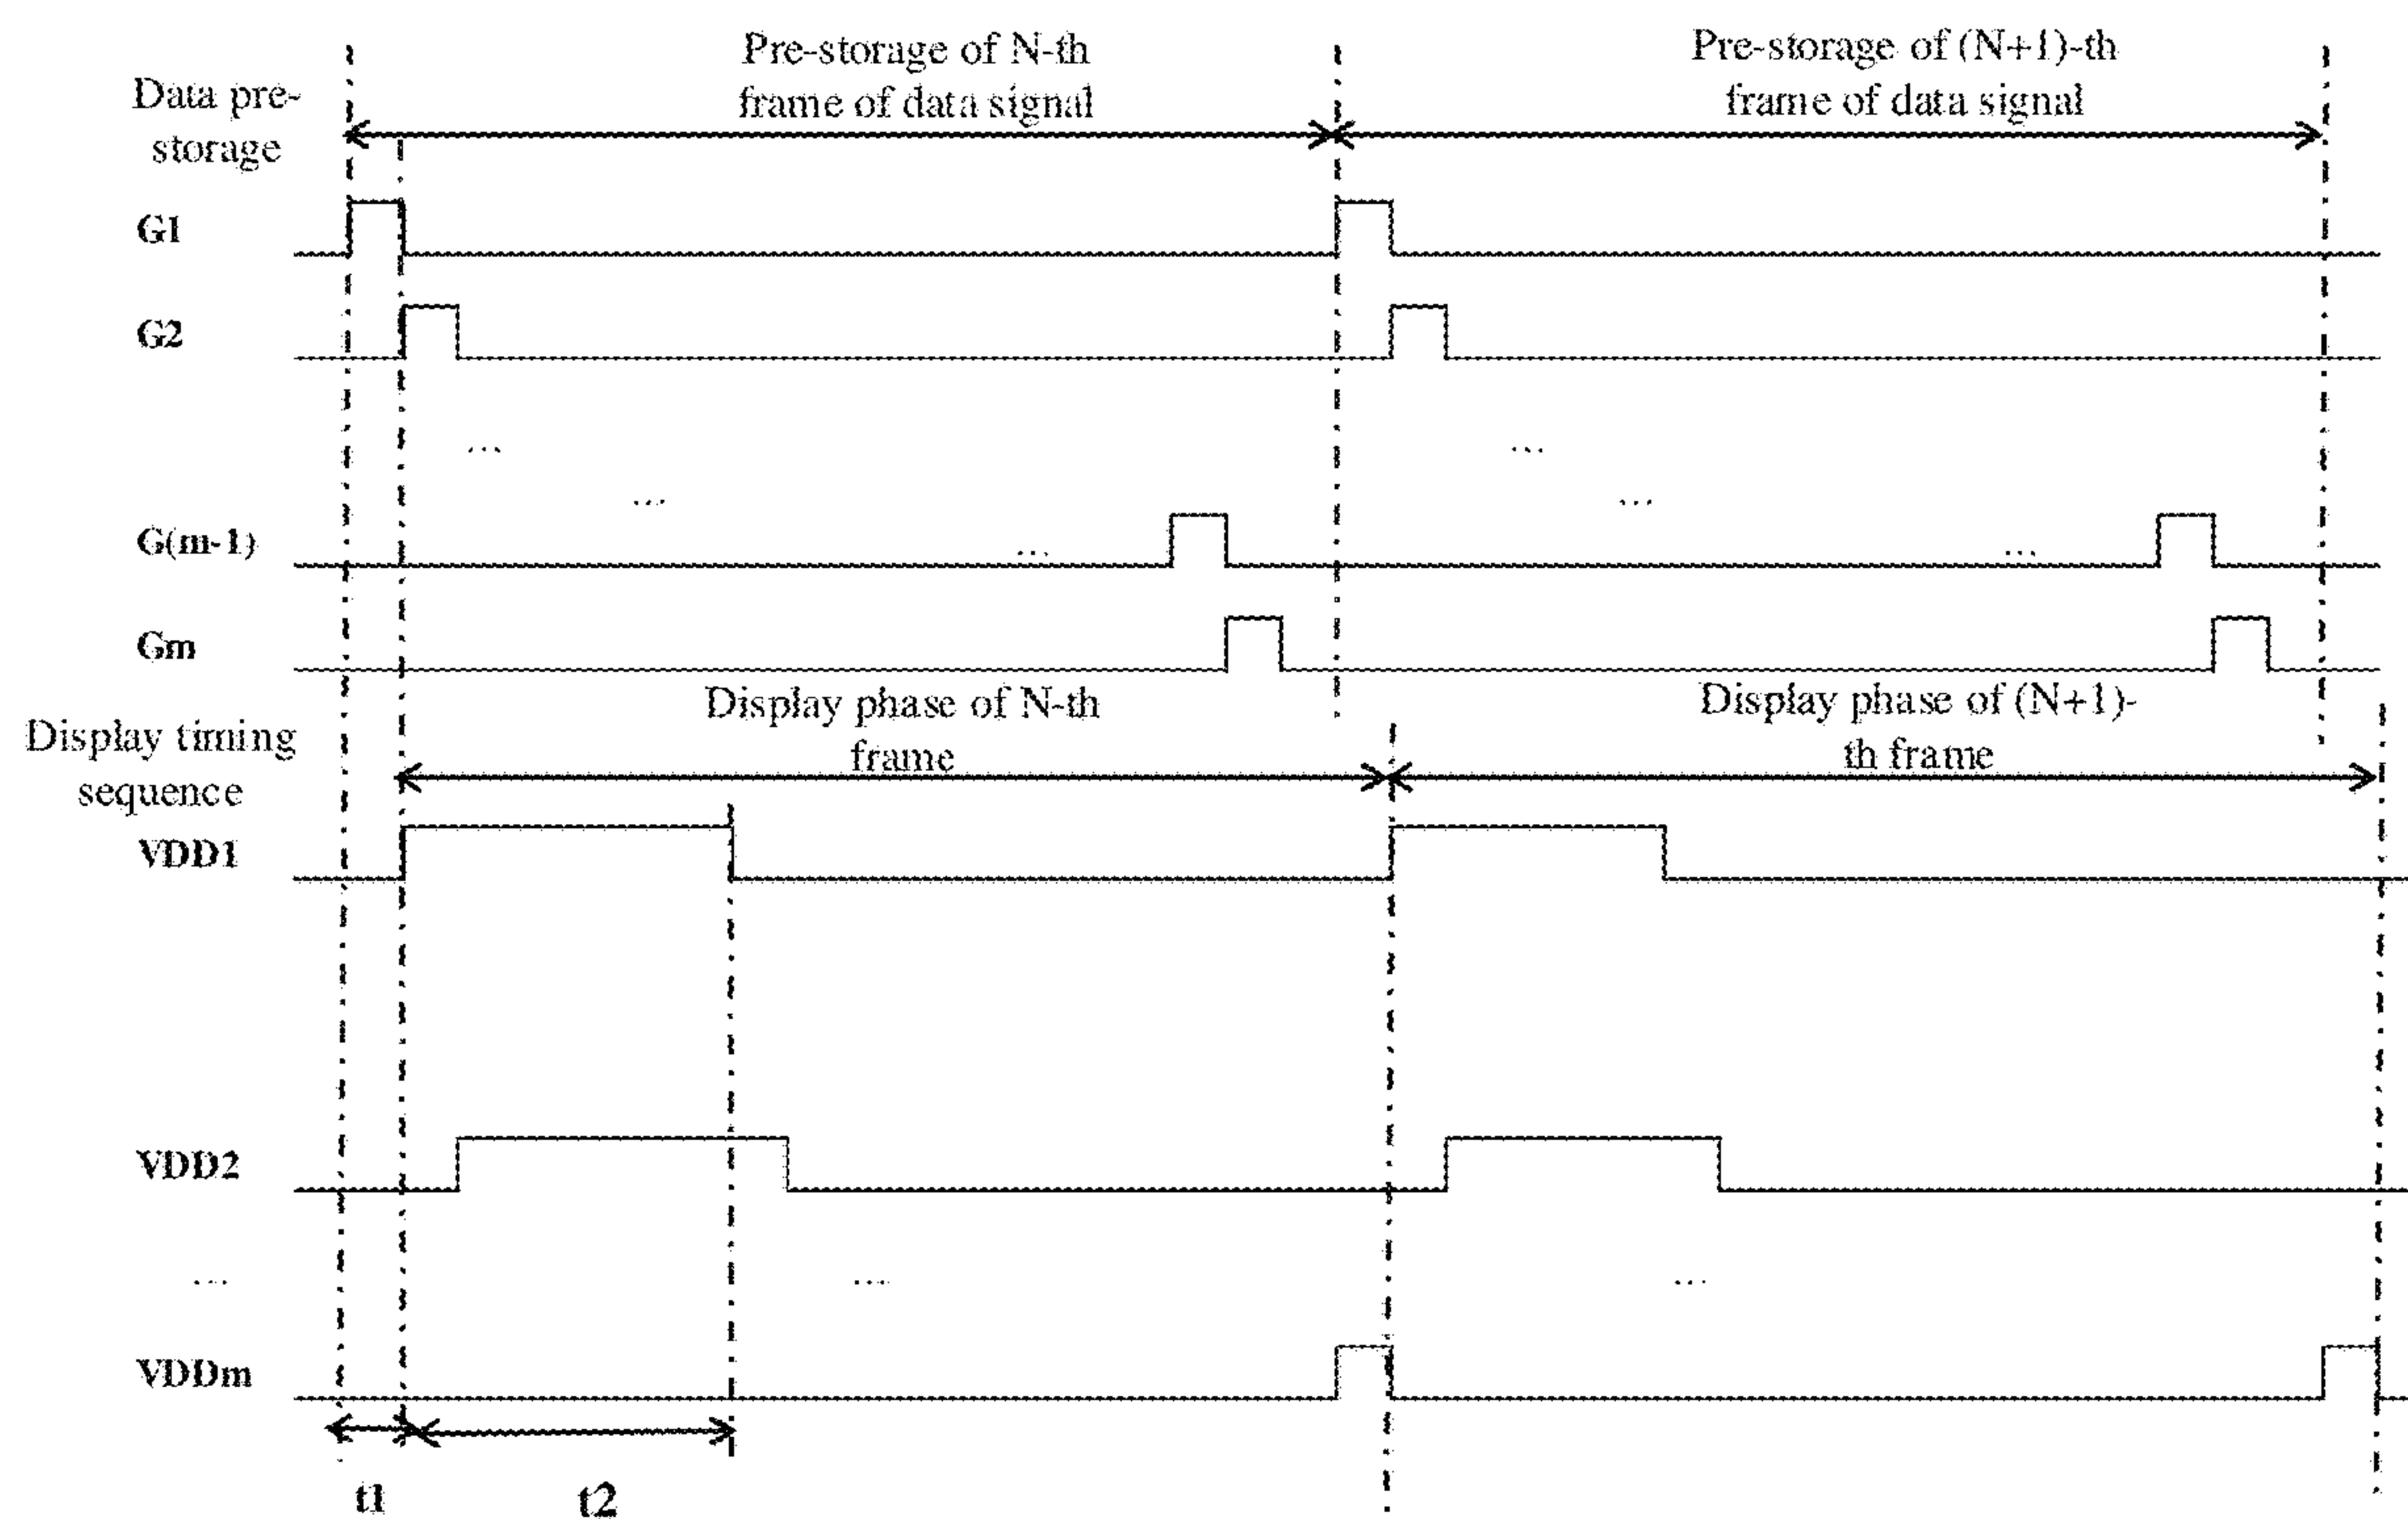 Data pre-
storage
Pre-storage of N-th
frame of data signal
Pre-storage of (N+1)-th
frame of data signal
G1
G2
...
...
...
...
G(m-1)
...
...
Gm
Display timing
sequence
Display phase of N-th
frame
Display phase of (N+1)-
th frame
VDD1
VDD2
...
...
...
VDDm
t1
t2